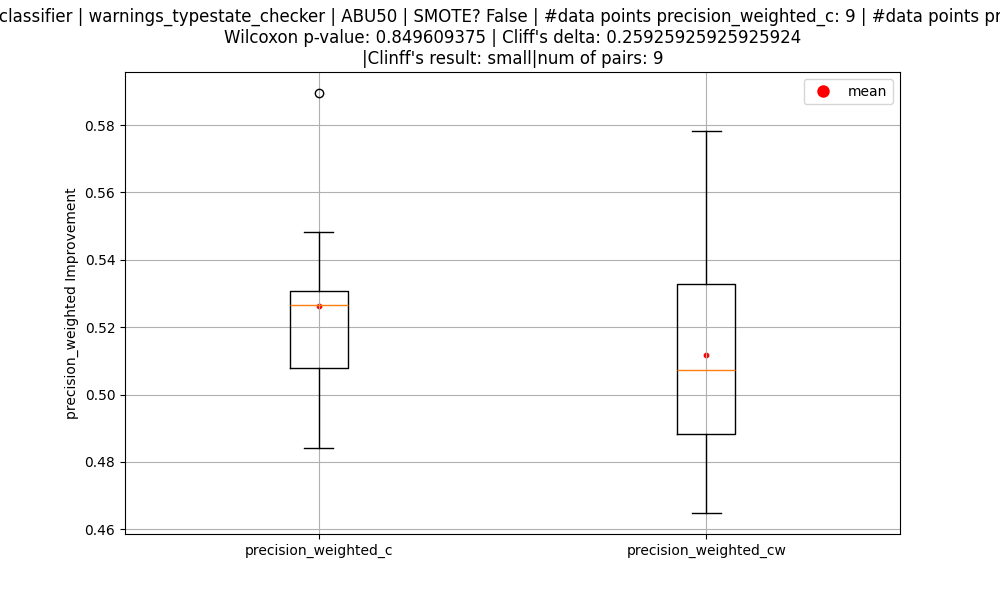 classifier | warnings_typestate_checker | ABU50 | SMOTE? False | #data points precision_weighted_c: 9 | #data points
Wilcoxon p-value: 0.849609375 | Cliff's delta: 0.25925925925925924
|Clinff's result: small|num of pairs: 9
mean
0.58
0.56
0.54
0.52
0.50
0.48
0.46
precision_weighted Improvement
precision_weighted_c
precision_weighted_cw